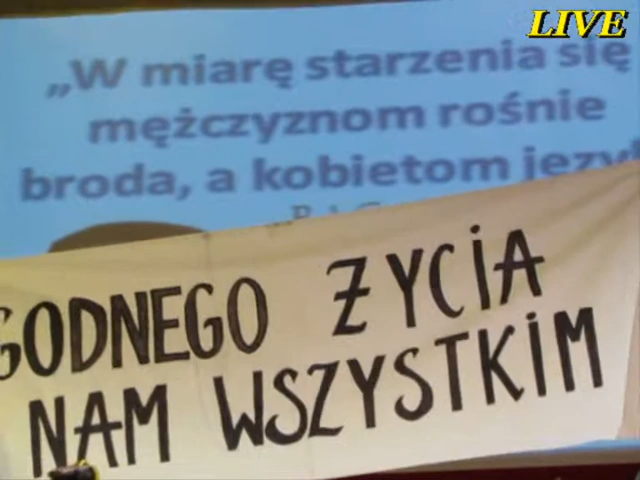 LIVE
„W miarę starzenia się
mężczyznom rośnie
broda, a kobietom
GODNEGO ŻYCIA
NAM WSZYSTKIM